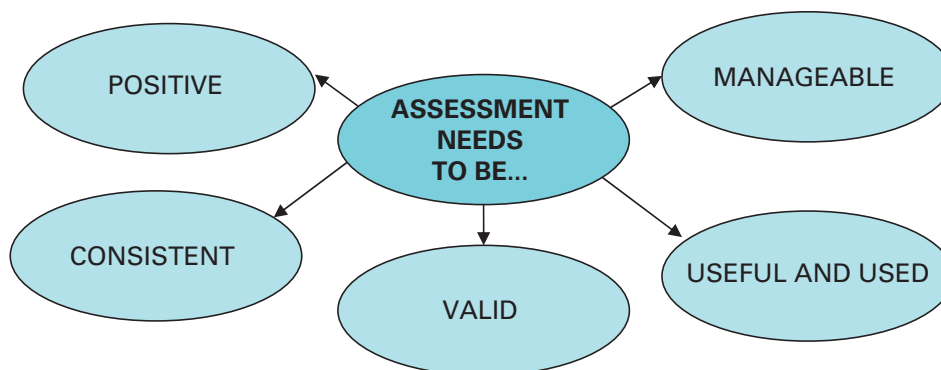 POSITIVE
MANAGEABLE
ASSESSMENT
NEEDS
TO BE...
CONSISTENT
VALID
USEFUL AND USED